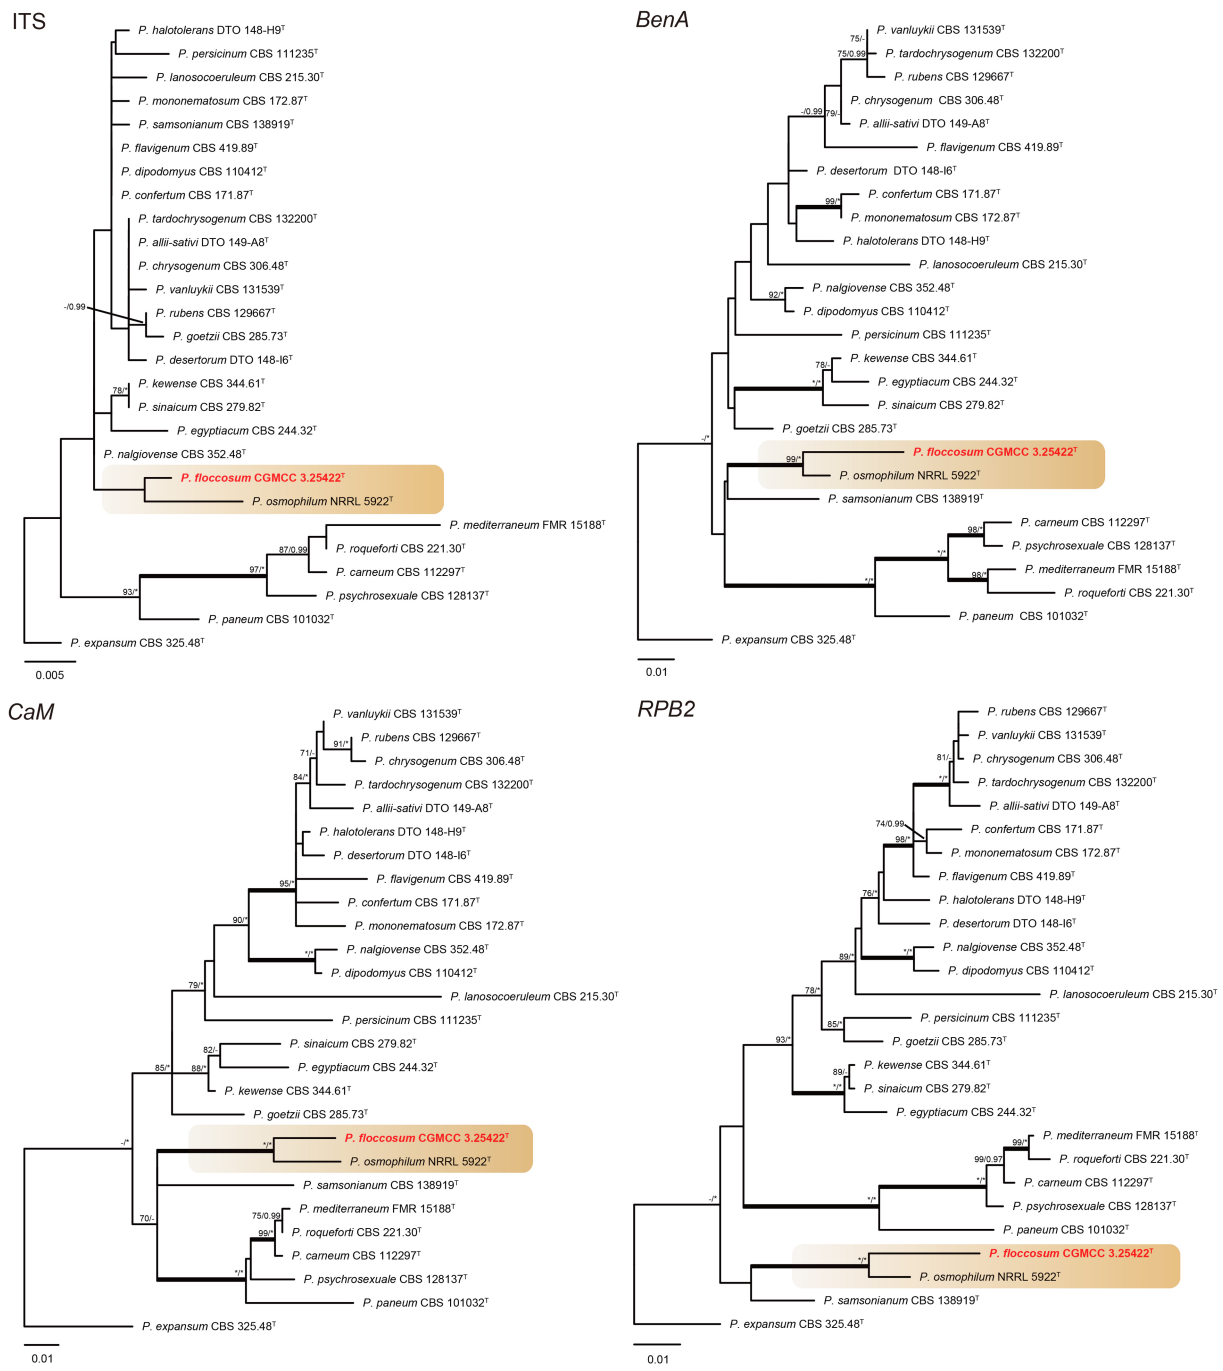 ITS
P. halotolerans DTO 148-H9ᵀ
P. persicinum CBS 111235ᵀ
P. lanosocoeruleum CBS 215.30ᵀ
P. mononematosum CBS 172.87ᵀ
P. samsonianum CBS 138919ᵀ
P. flavigenum CBS 419.89ᵀ
P. dipodomyus CBS 110412ᵀ
P. confertum CBS 171.87ᵀ
P. tardochrysogenum CBS 132200ᵀ
P. allii-sativi DTO 149-A8ᵀ
P. chrysogenum CBS 306.48ᵀ
P. vanluykii CBS 131539ᵀ
-/0.99
P. rubens CBS 129667ᵀ
P. goetzii CBS 285.73ᵀ
P. desertorum DTO 148-I6ᵀ
P. kewense CBS 344.61ᵀ
78/*
P. sinaicum CBS 279.82ᵀ
P. egyptiacum CBS 244.32ᵀ
P. nalgiovense CBS 352.48ᵀ
P. floccosum CGMCC 3.25422ᵀ
P. osmophilum NRRL 5922ᵀ
P. mediterraneum FMR 15188ᵀ
87/0.99
P. roqueforti CBS 221.30ᵀ
97/*
P. carneum CBS 112297ᵀ
93/*
P. psychrosexuale CBS 128137ᵀ
P. paneum CBS 101032ᵀ
P. expansum CBS 325.48ᵀ
0.005
BenA
P. vanluykii CBS 131539ᵀ
75/-
75/0.99
P. tardochrysogenum CBS 132200ᵀ
P. rubens CBS 129667ᵀ
P. chrysogenum CBS 306.48ᵀ
-/0.99
79/-
P. allii-sativi DTO 149-A8ᵀ
P. flavigenum CBS 419.89ᵀ
P. desertorum DTO 148-I6ᵀ
P. confertum CBS 171.87ᵀ
99/*
P. mononematosum CBS 172.87ᵀ
P. halotolerans DTO 148-H9ᵀ
P. lanosocoeruleum CBS 215.30ᵀ
P. nalgiovense CBS 352.48ᵀ
92/*
P. dipodomyus CBS 110412ᵀ
P. persicinum CBS 111235ᵀ
P. kewense CBS 344.61ᵀ
78/-
*/*
P. egyptiacum CBS 244.32ᵀ
P. sinaicum CBS 279.82ᵀ
P. goetzii CBS 285.73ᵀ
-/*
P. floccosum CGMCC 3.25422ᵀ
99/*
P. osmophilum NRRL 5922ᵀ
P. samsonianum CBS 138919ᵀ
P. carneum CBS 112297ᵀ
98/*
P. psychrosexuale CBS 128137ᵀ
*/*
P. mediterraneum FMR 15188ᵀ
98/*
*/*
P. roqueforti CBS 221.30ᵀ
P. paneum CBS 101032ᵀ
P. expansum CBS 325.48ᵀ
0.01
CaM
P. vanluykii CBS 131539ᵀ
P. rubens CBS 129667ᵀ
91/*
71/-
P. chrysogenum CBS 306.48ᵀ
84/*
P. tardochrysogenum CBS 132200ᵀ
P. allii-sativi DTO 149-A8ᵀ
P. halotolerans DTO 148-H9ᵀ
P. desertorum DTO 148-I6ᵀ
95/*
P. flavigenum CBS 419.89ᵀ
P. confertum CBS 171.87ᵀ
90/*
P. mononematosum CBS 172.87ᵀ
P. nalgiovense CBS 352.48ᵀ
*/*
P. dipodomyus CBS 110412ᵀ
79/*
P. lanosocoeruleum CBS 215.30ᵀ
P. persicinum CBS 111235ᵀ
P. sinaicum CBS 279.82ᵀ
82/-
85/*
88/*
P. egyptiacum CBS 244.32ᵀ
P. kewense CBS 344.61ᵀ
P. goetzii CBS 285.73ᵀ
-/*
P. floccosum CGMCC 3.25422ᵀ
*/*
P. osmophilum NRRL 5922ᵀ
P. samsonianum CBS 138919ᵀ
P. mediterraneum FMR 15188ᵀ
70/-
75/0.99
P. roqueforti CBS 221.30ᵀ
99/*
P. carneum CBS 112297ᵀ
*/*
P. psychrosexuale CBS 128137ᵀ
P. paneum CBS 101032ᵀ
P. expansum CBS 325.48ᵀ
0.01
RPB2
P. rubens CBS 129667ᵀ
P. vanluykii CBS 131539ᵀ
81/-
P. chrysogenum CBS 306.48ᵀ
*/*
P. tardochrysogenum CBS 132200ᵀ
P. allii-sativi DTO 149-A8ᵀ
74/0.99
P. confertum CBS 171.87ᵀ
98/*
P. mononematosum CBS 172.87ᵀ
P. flavigenum CBS 419.89ᵀ
76/*
P. halotolerans DTO 148-H9ᵀ
P. desertorum DTO 148-I6ᵀ
P. nalgiovense CBS 352.48ᵀ
89/*
*/*
P. dipodomyus CBS 110412ᵀ
78/*
P. lanosocoeruleum CBS 215.30ᵀ
P. persicinum CBS 111235ᵀ
85/*
93/*
P. goetzii CBS 285.73ᵀ
P. kewense CBS 344.61ᵀ
89/-
*/*
P. sinaicum CBS 279.82ᵀ
P. egyptiacum CBS 244.32ᵀ
P. mediterraneum FMR 15188ᵀ
99/*
99/0.97
P. roqueforti CBS 221.30ᵀ
*/*
P. carneum CBS 112297ᵀ
-/*
*/*
P. psychrosexuale CBS 128137ᵀ
P. paneum CBS 101032ᵀ
P. floccosum CGMCC 3.25422ᵀ
*/*
P. osmophilum NRRL 5922ᵀ
P. samsonianum CBS 138919ᵀ
P. expansum CBS 325.48ᵀ
0.01